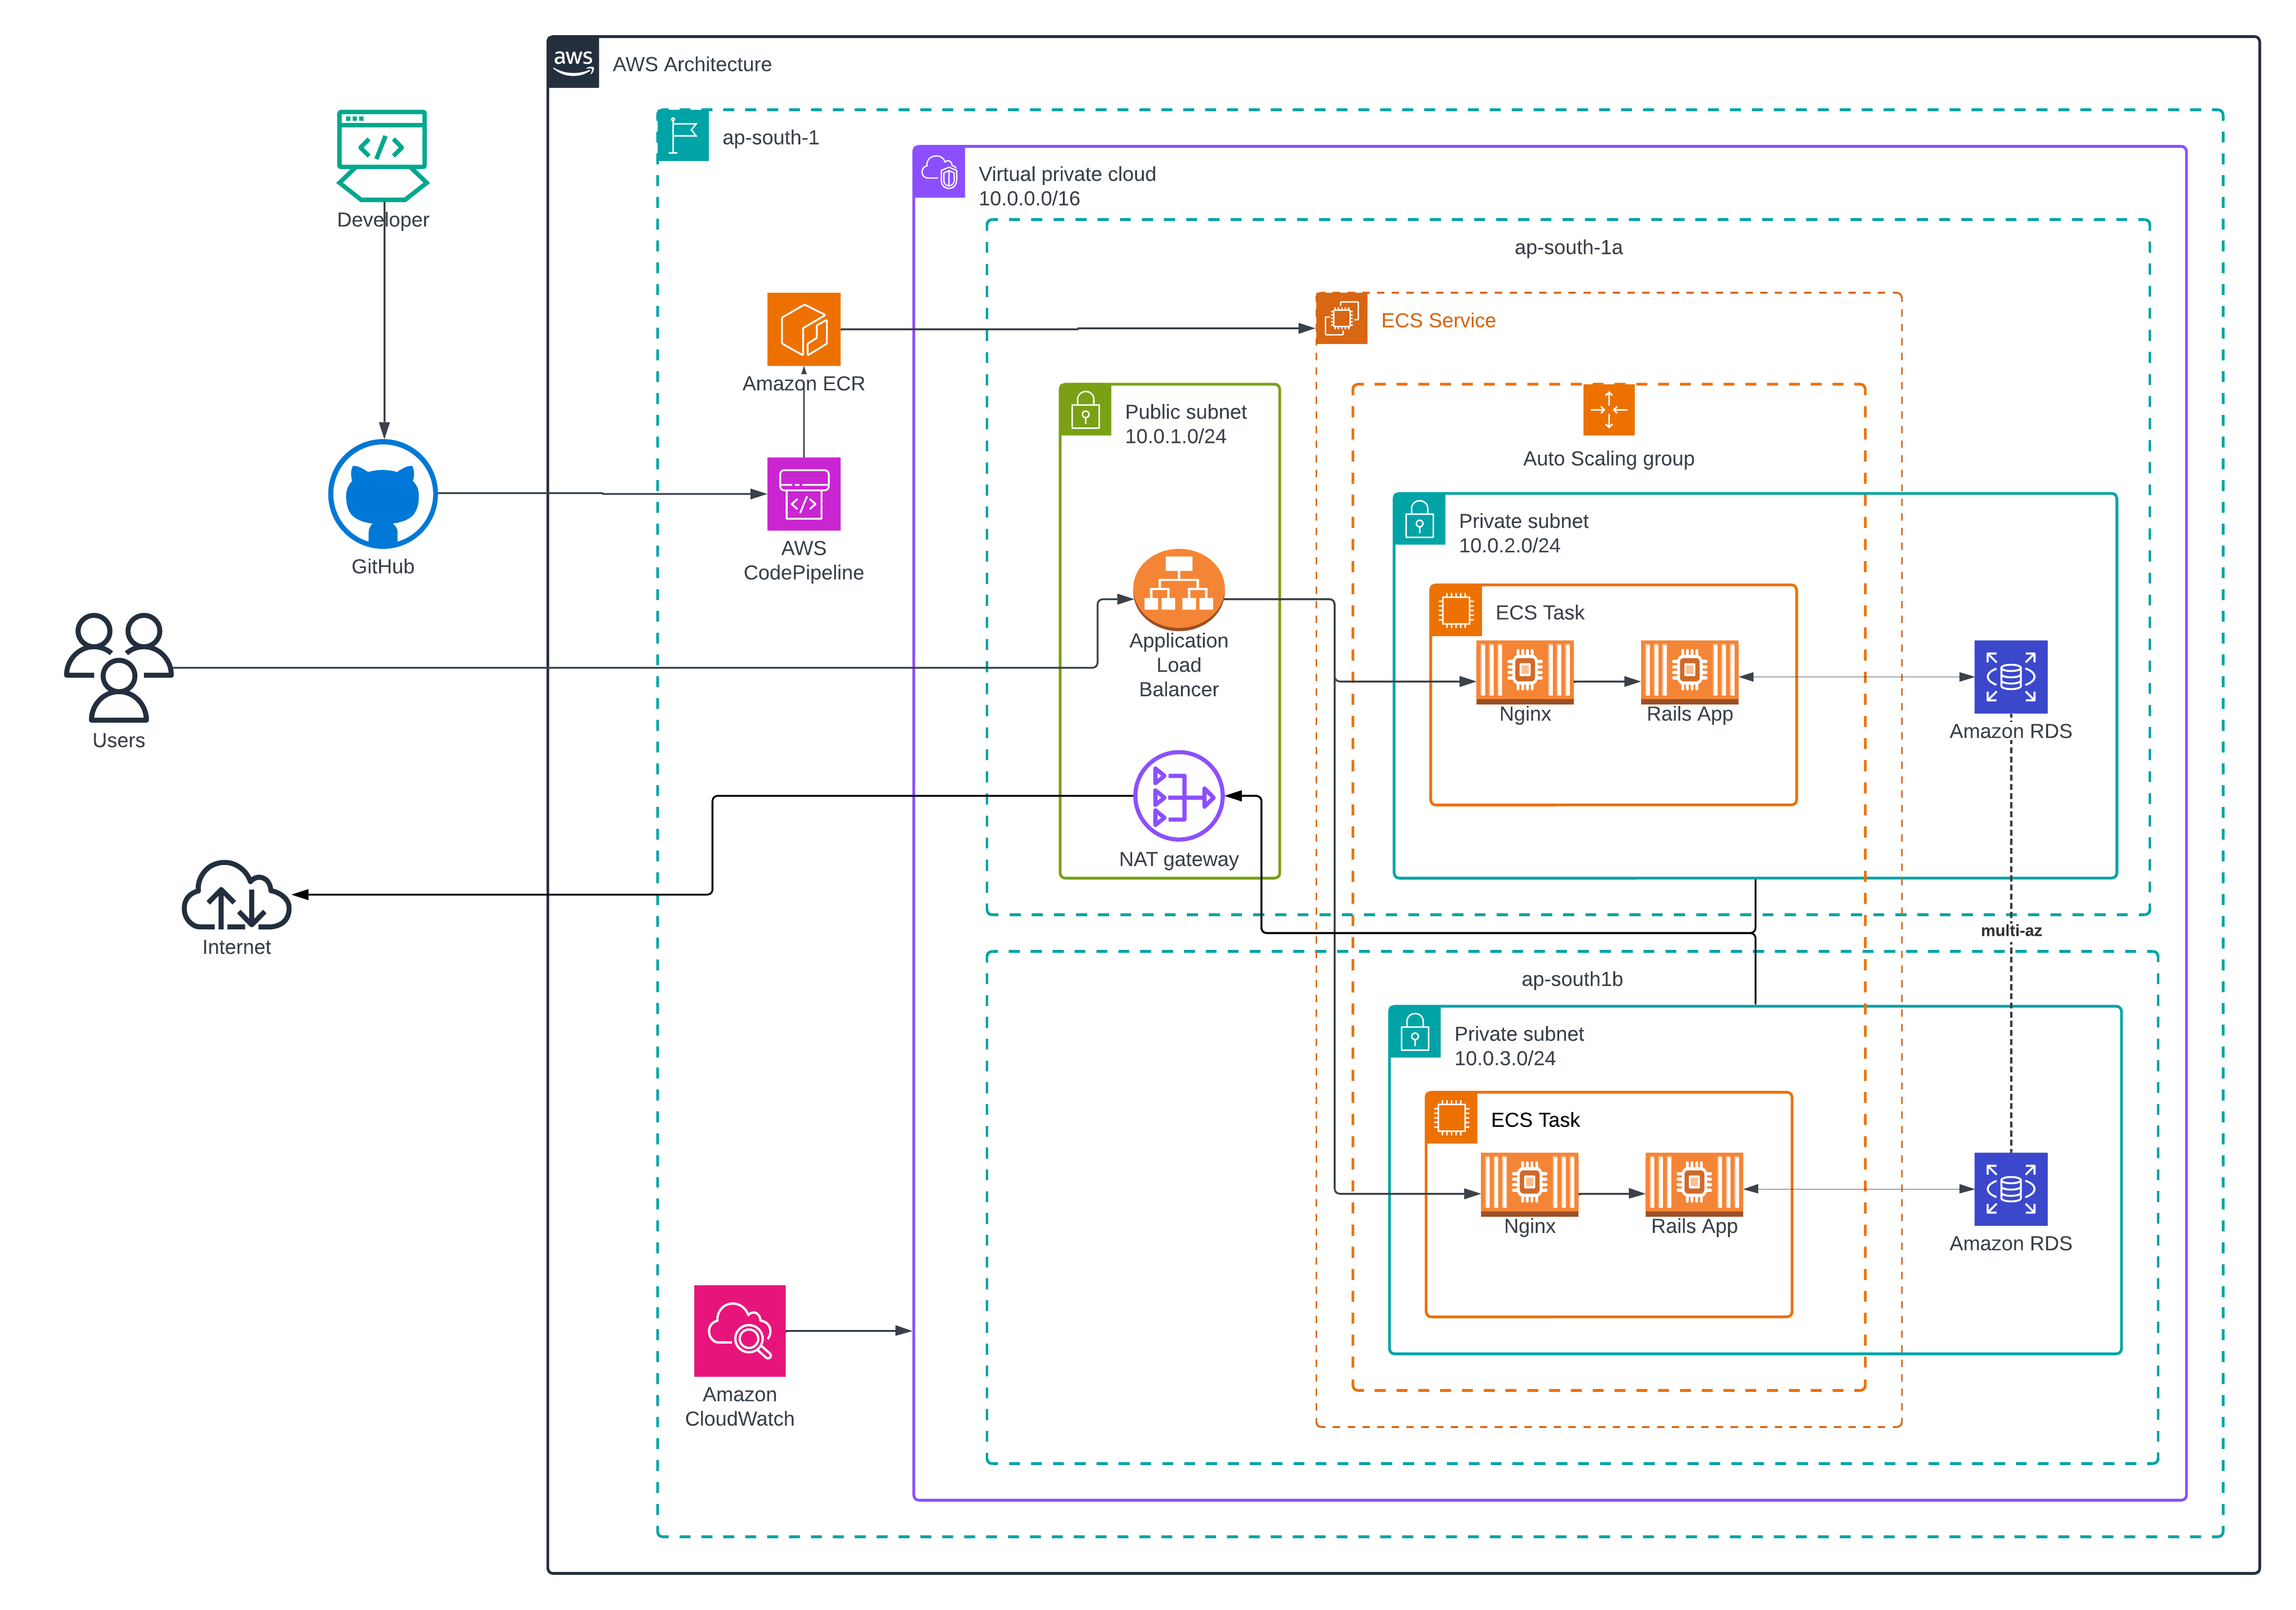 aws
AWS Architecture
Developer
ap-south-1
Virtual private cloud
10.0.0.0/16
ap-south-1a
ECS Service
Amazon ECR
Public subnet
10.0.1.0/24
Auto Scaling group
GitHub
AWS
CodePipeline
Private subnet
10.0.2.0/24
ECS Task
Users
Application
Load
Balancer
Nginx
Rails App
Amazon RDS
NAT gateway
Internet
multi-az
ap-south1b
Private subnet
10.0.3.0/24
ECS Task
Nginx
Rails App
Amazon RDS
Amazon
CloudWatch